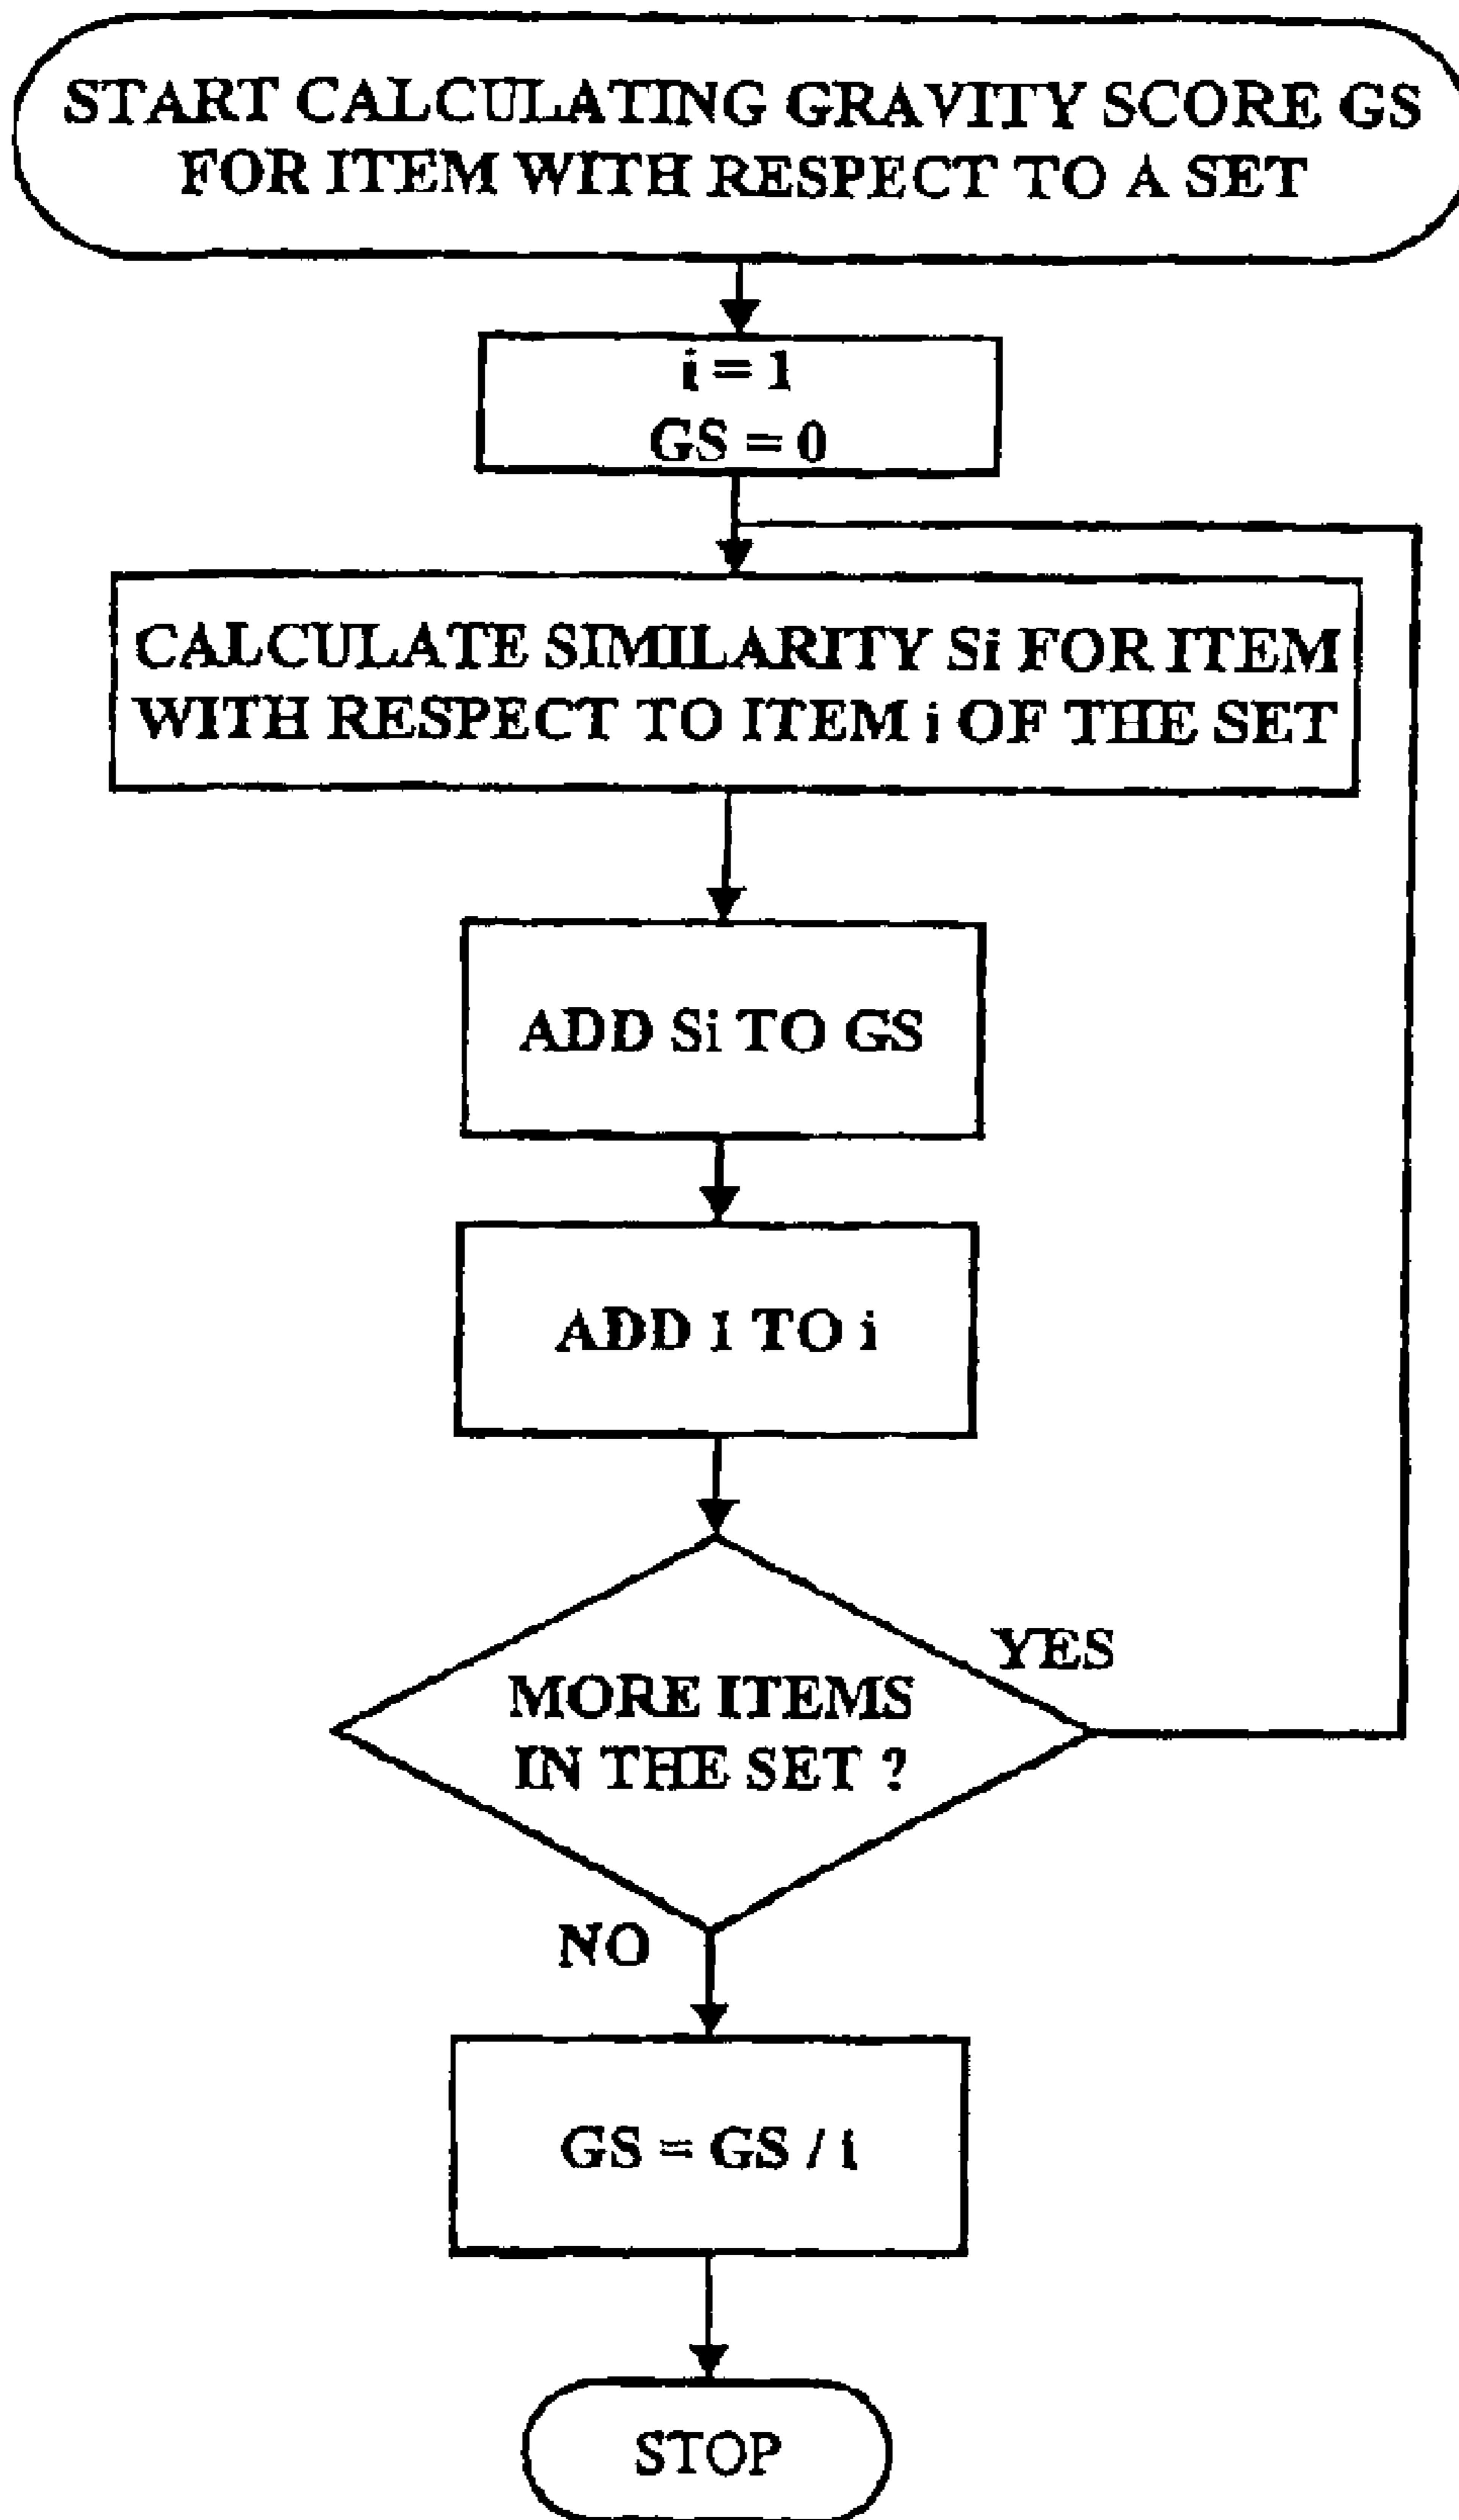 START CALCULATING GRAVITY SCORE GS
FOR ITEM WITH RESPECT TO A SET
i = 1
GS = 0
CALCULATE SIMILARITY Si FOR ITEM
WITH RESPECT TO ITEM i OF THE SET
ADD Si TO GS
ADD 1 TO i
YES
MORE ITEMS
IN THE SET ?
NO
GS = GS / i
STOP